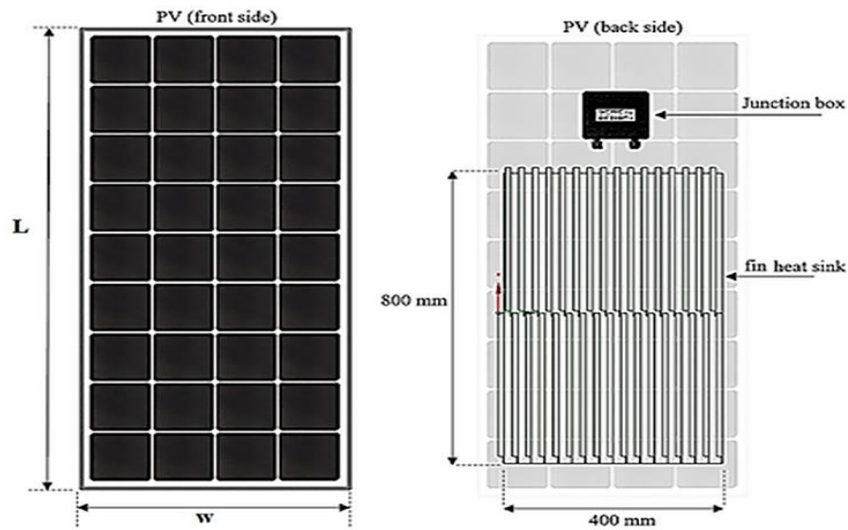 PV (front side)
L
w
PV (back side)
Junction box
fin heat sink
800 mm
400 mm